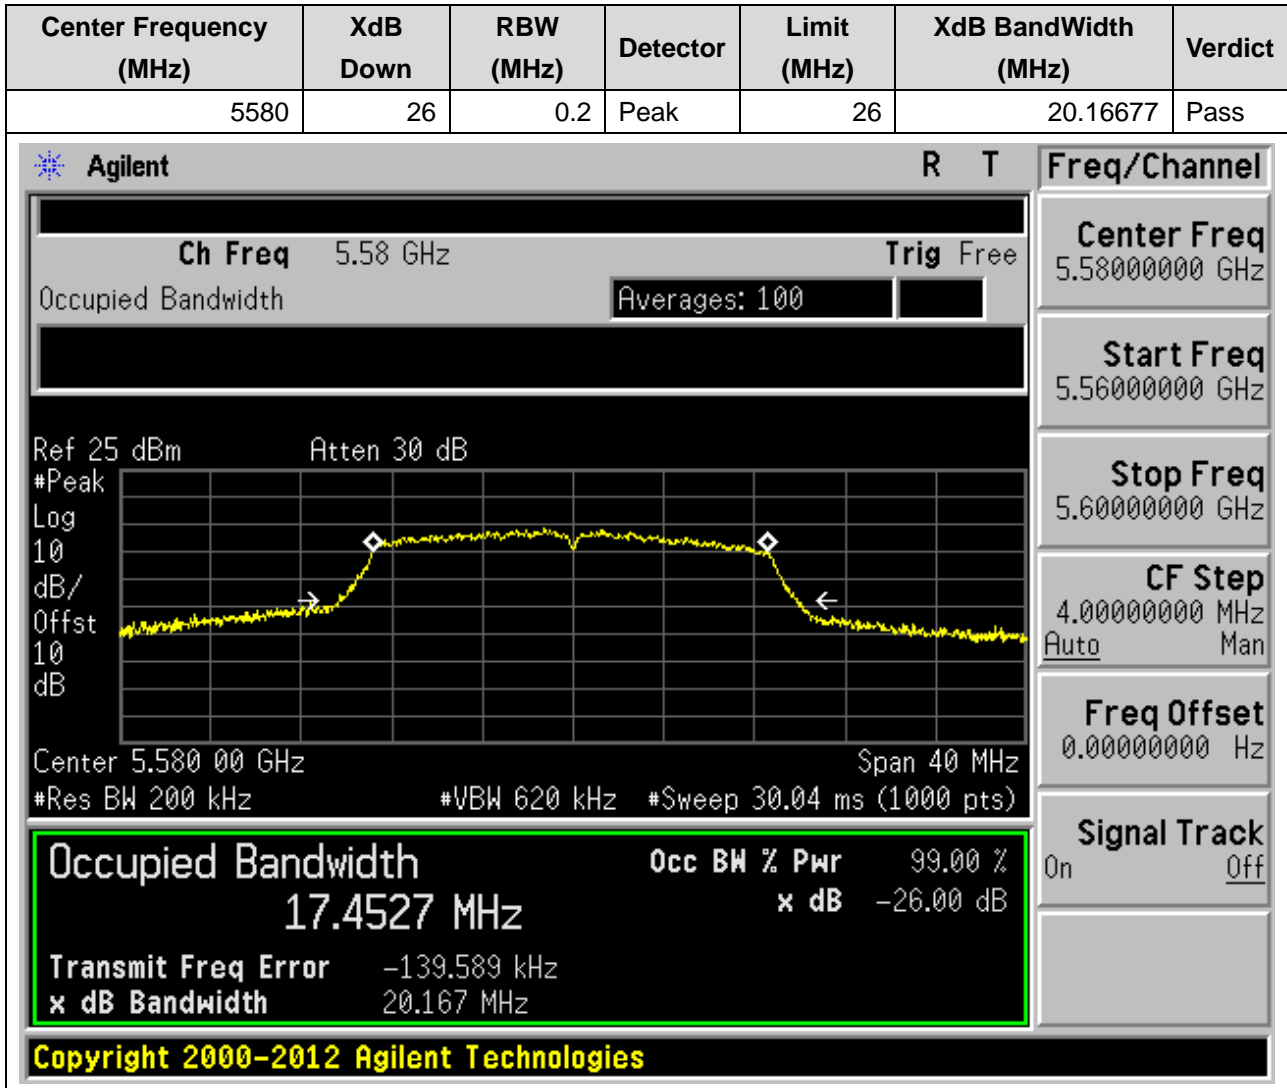 Center Frequency (MHz) XdB Down RBW (MHz) Detector Limit (MHz) XdB BandWidth (MHz) Verdict
5580 26 0.2 Peak 26 20.16677 Pass
Agilent R T Freq/Channel
Ch Freq 5.58 GHz Trig Free
Occupied Bandwidth Averages: 100
Center Freq
5.58000000 GHz
Start Freq
5.56000000 GHz
Stop Freq
5.60000000 GHz
CF Step
4.00000000 MHz
Auto Man
Freq Offset
0.00000000 Hz
Signal Track
On Off
Ref 25 dBm Atten 30 dB
#Peak
Log
10
dB/
Offst
10
dB
Center 5.580 00 GHz Span 40 MHz
#Res BW 200 kHz #VBW 620 kHz #Sweep 30.04 ms (1000 pts)
Occupied Bandwidth Occ BW % Pwr 99.00 %
17.4527 MHz x dB -26.00 dB
Transmit Freq Error -139.589 kHz
x dB Bandwidth 20.167 MHz
Copyright 2000-2012 Agilent Technologies